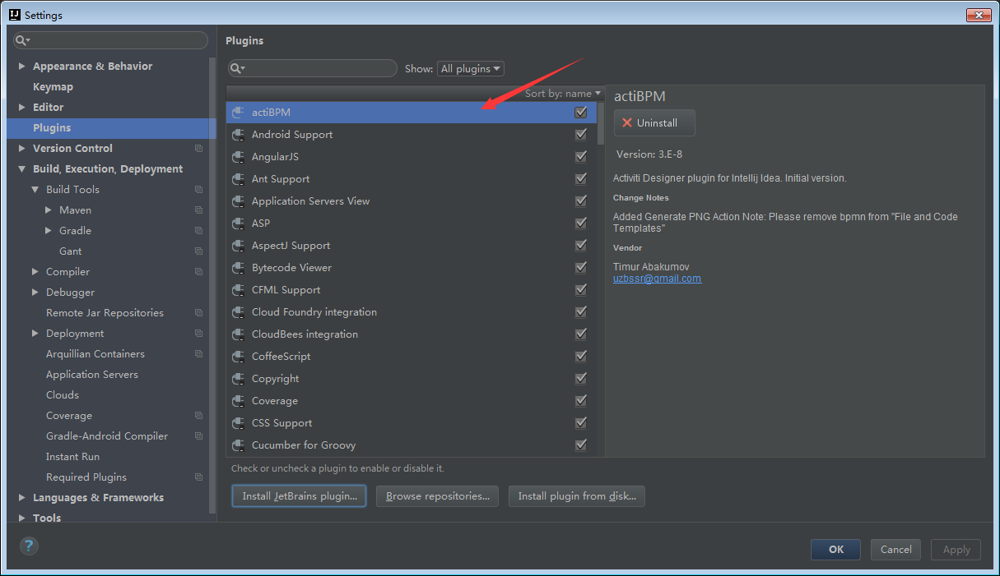 Settings
Appearance & Behavior
Keymap
Editor
Plugins
Version Control
Build, Execution, Deployment
Build Tools
Maven
Gradle
Gant
Compiler
Debugger
Remote Jar Repositories
Deployment
Arquillian Containers
Application Servers
Clouds
Coverage
Gradle-Android Compiler
Instant Run
Required Plugins
Languages & Frameworks
Tools
Plugins
Show: All plugins
Sort by: name
actiBPM
Android Support
AngularJS
Ant Support
Application Servers View
ASP
AspectJ Support
Bytecode Viewer
CFML Support
Cloud Foundry integration
CloudBees integration
CoffeeScript
Copyright
Coverage
CSS Support
Cucumber for Groovy
Check or uncheck a plugin to enable or disable it.
Install JetBrains plugin... Browse repositories... Install plugin from disk...
actiBPM
Uninstall
Version: 3.E-8
Activiti Designer plugin for Intellij Idea. Initial version.
Change Notes
Added Generate PNG Action Note: Please remove bpmn from "File and Code
Templates"
Vendor
Timur Abakumov
uzbssr@gmail.com
?
OK Cancel Apply